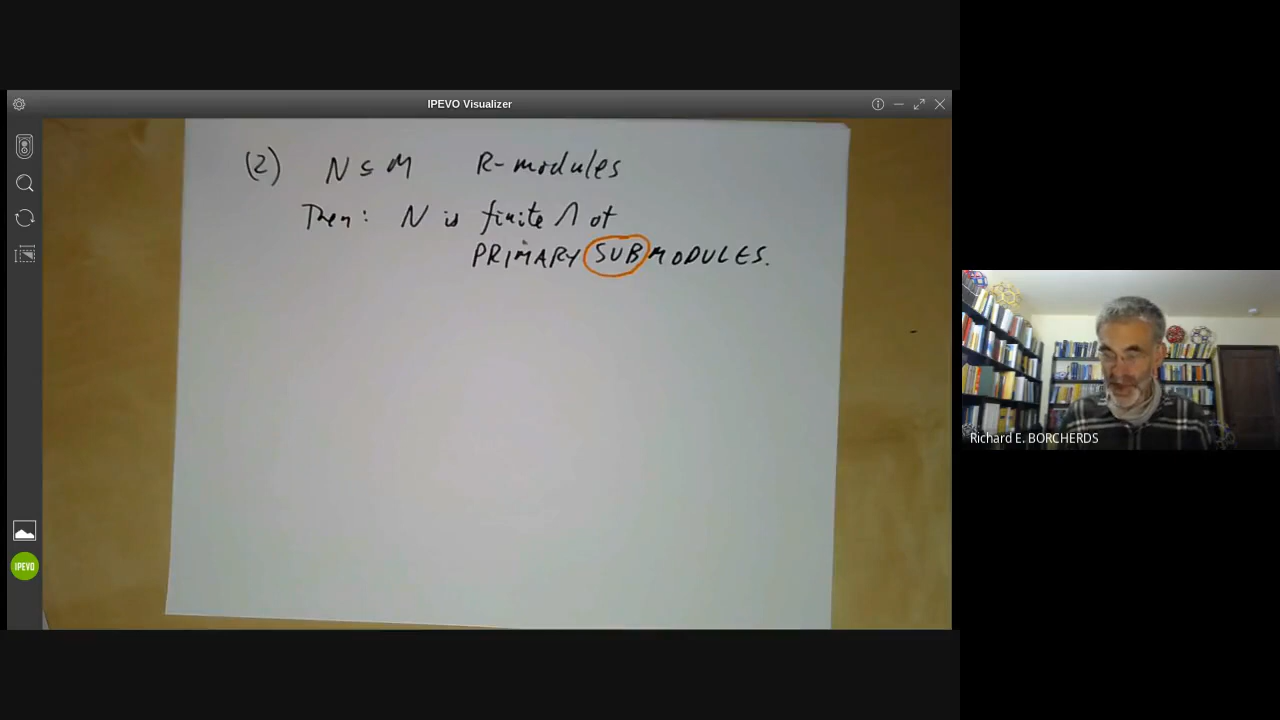 IPEVO Visualizer
(2) N ⊆ M R-modules
Then: N is finite ∩ of
PRIMARY SUBMODULES.
Richard E. BORCHERDS
IPEVO